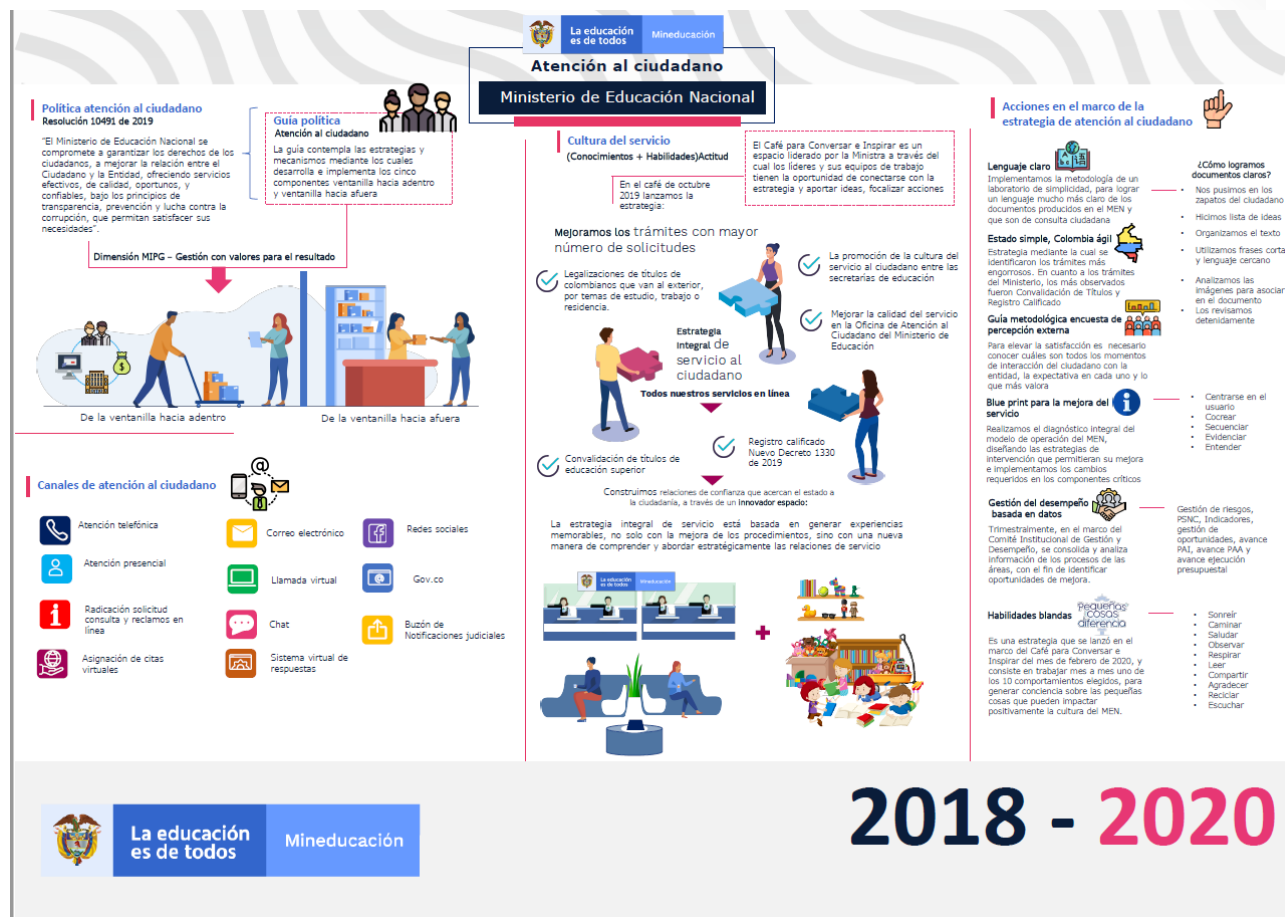 La educación
es de todos
Mineducación
Atención al ciudadano
Ministerio de Educación Nacional
Política atención al ciudadano
Resolución 10491 de 2019
"El Ministerio de Educación Nacional se
compromete a garantizar los derechos de los
ciudadanos, a mejorar la relación entre el
Ciudadano y la Entidad, ofreciendo servicios
efectivos, de calidad, oportunos, y
confiables, bajo los principios de
transparencia, prevención y lucha contra la
corrupción, que permitan satisfacer sus
necesidades".
Guía política
Atención al ciudadano
La guía contempla las estrategias y
mecanismos mediante los cuales
desarrolla e implementa los cinco
componentes ventanilla hacia adentro
y ventanilla hacia afuera
Dimensión MIPG – Gestión con valores para el resultado
De la ventanilla hacia adentro
De la ventanilla hacia afuera
Canales de atención al ciudadano
Atención telefónica
Correo electrónico
Redes sociales
Atención presencial
Llamada virtual
Gov.co
Radicación solicitud
consulta y reclamos en
línea
Chat
Buzón de
Notificaciones judiciales
Asignación de citas
virtuales
Sistema virtual de
respuestas
Cultura del servicio
(Conocimientos + Habilidades)Actitud
En el café de octubre
2019 lanzamos la
estrategia:
El Café para Conversar e Inspirar es un
espacio liderado por la Ministra a través del
cual los líderes y sus equipos de trabajo
tienen la oportunidad de conectarse con la
estrategia y aportar ideas, focalizar acciones
Mejoramos los trámites con mayor
número de solicitudes
Legalizaciones de títulos de
colombianos que van al exterior,
por temas de estudio, trabajo o
residencia.
La promoción de la cultura del
servicio al ciudadano entre las
secretarias de educación
Mejorar la calidad del servicio
en la Oficina de Atención al
Ciudadano del Ministerio de
Educación
Estrategia
Integral de
servicio al
ciudadano
Todos nuestros servicios en línea
Convalidación de títulos de
educación superior
Registro calificado
Nuevo Decreto 1330
de 2019
Construimos relaciones de confianza que acercan el estado a
la ciudadanía, a través de un innovador espacio:
La estrategia integral de servicio está basada en generar experiencias
memorables, no solo con la mejora de los procedimientos, sino con una nueva
manera de comprender y abordar estratégicamente las relaciones de servicio
La educación
es de todos
Mineducación
+
Acciones en el marco de la
estrategia de atención al ciudadano
Lenguaje claro
Implementamos la metodología de un
laboratorio de simplicidad, para lograr
un lenguaje mucho más claro de los
documentos producidos en el MEN y
que son de consulta ciudadana
¿Cómo logramos
documentos claros?
• Nos pusimos en los
zapatos del ciudadano
• Hicimos lista de ideas
• Organizamos el texto
• Utilizamos frases corta
y lenguaje cercano
• Analizamos las
imágenes para asociar
en el documento
• Los revisamos
detenidamente
Estado simple, Colombia ágil
Estrategia mediante la cual se
identificaron los trámites más
engorrosos. En cuanto a los trámites
del Ministerio, los más observados
fueron Convalidación de Títulos y
Registro Calificado
Guía metodológica encuesta de
percepción externa
Para elevar la satisfacción es necesario
conocer cuáles son todos los momentos
de interacción del ciudadano con la
entidad, la expectativa en cada uno y lo
que más valora
Blue print para la mejora del
servicio
Realizamos el diagnóstico integral del
modelo de operación del MEN,
diseñando las estrategias de
intervención que permitieran su mejora
e implementamos los cambios
requeridos en los componentes críticos
• Centrarse en el
usuario
• Cocrear
• Secuenciar
• Evidenciar
• Entender
Gestión del desempeño
basada en datos
Trimestralmente, en el marco del
Comité Institucional de Gestión y
Desempeño, se consolida y analiza
información de los procesos de las
áreas, con el fin de identificar
oportunidades de mejora.
Gestión de riesgos,
PSNC, Indicadores,
gestión de
oportunidades, avance
PAI, avance PAA y
avance ejecución
presupuestal
Habilidades blandas
Pequeñas
cosas
diferencia
Es una estrategia que se lanzó en el
marco del Café para Conversar e
Inspirar del mes de febrero de 2020, y
consiste en trabajar mes a mes uno de
los 10 comportamientos elegidos, para
generar conciencia sobre las pequeñas
cosas que pueden impactar
positivamente la cultura del MEN.
• Sonreír
• Caminar
• Saludar
• Observar
• Respirar
• Leer
• Compartir
• Agradecer
• Reciclar
• Escuchar
La educación
es de todos
Mineducación
2018 - 2020